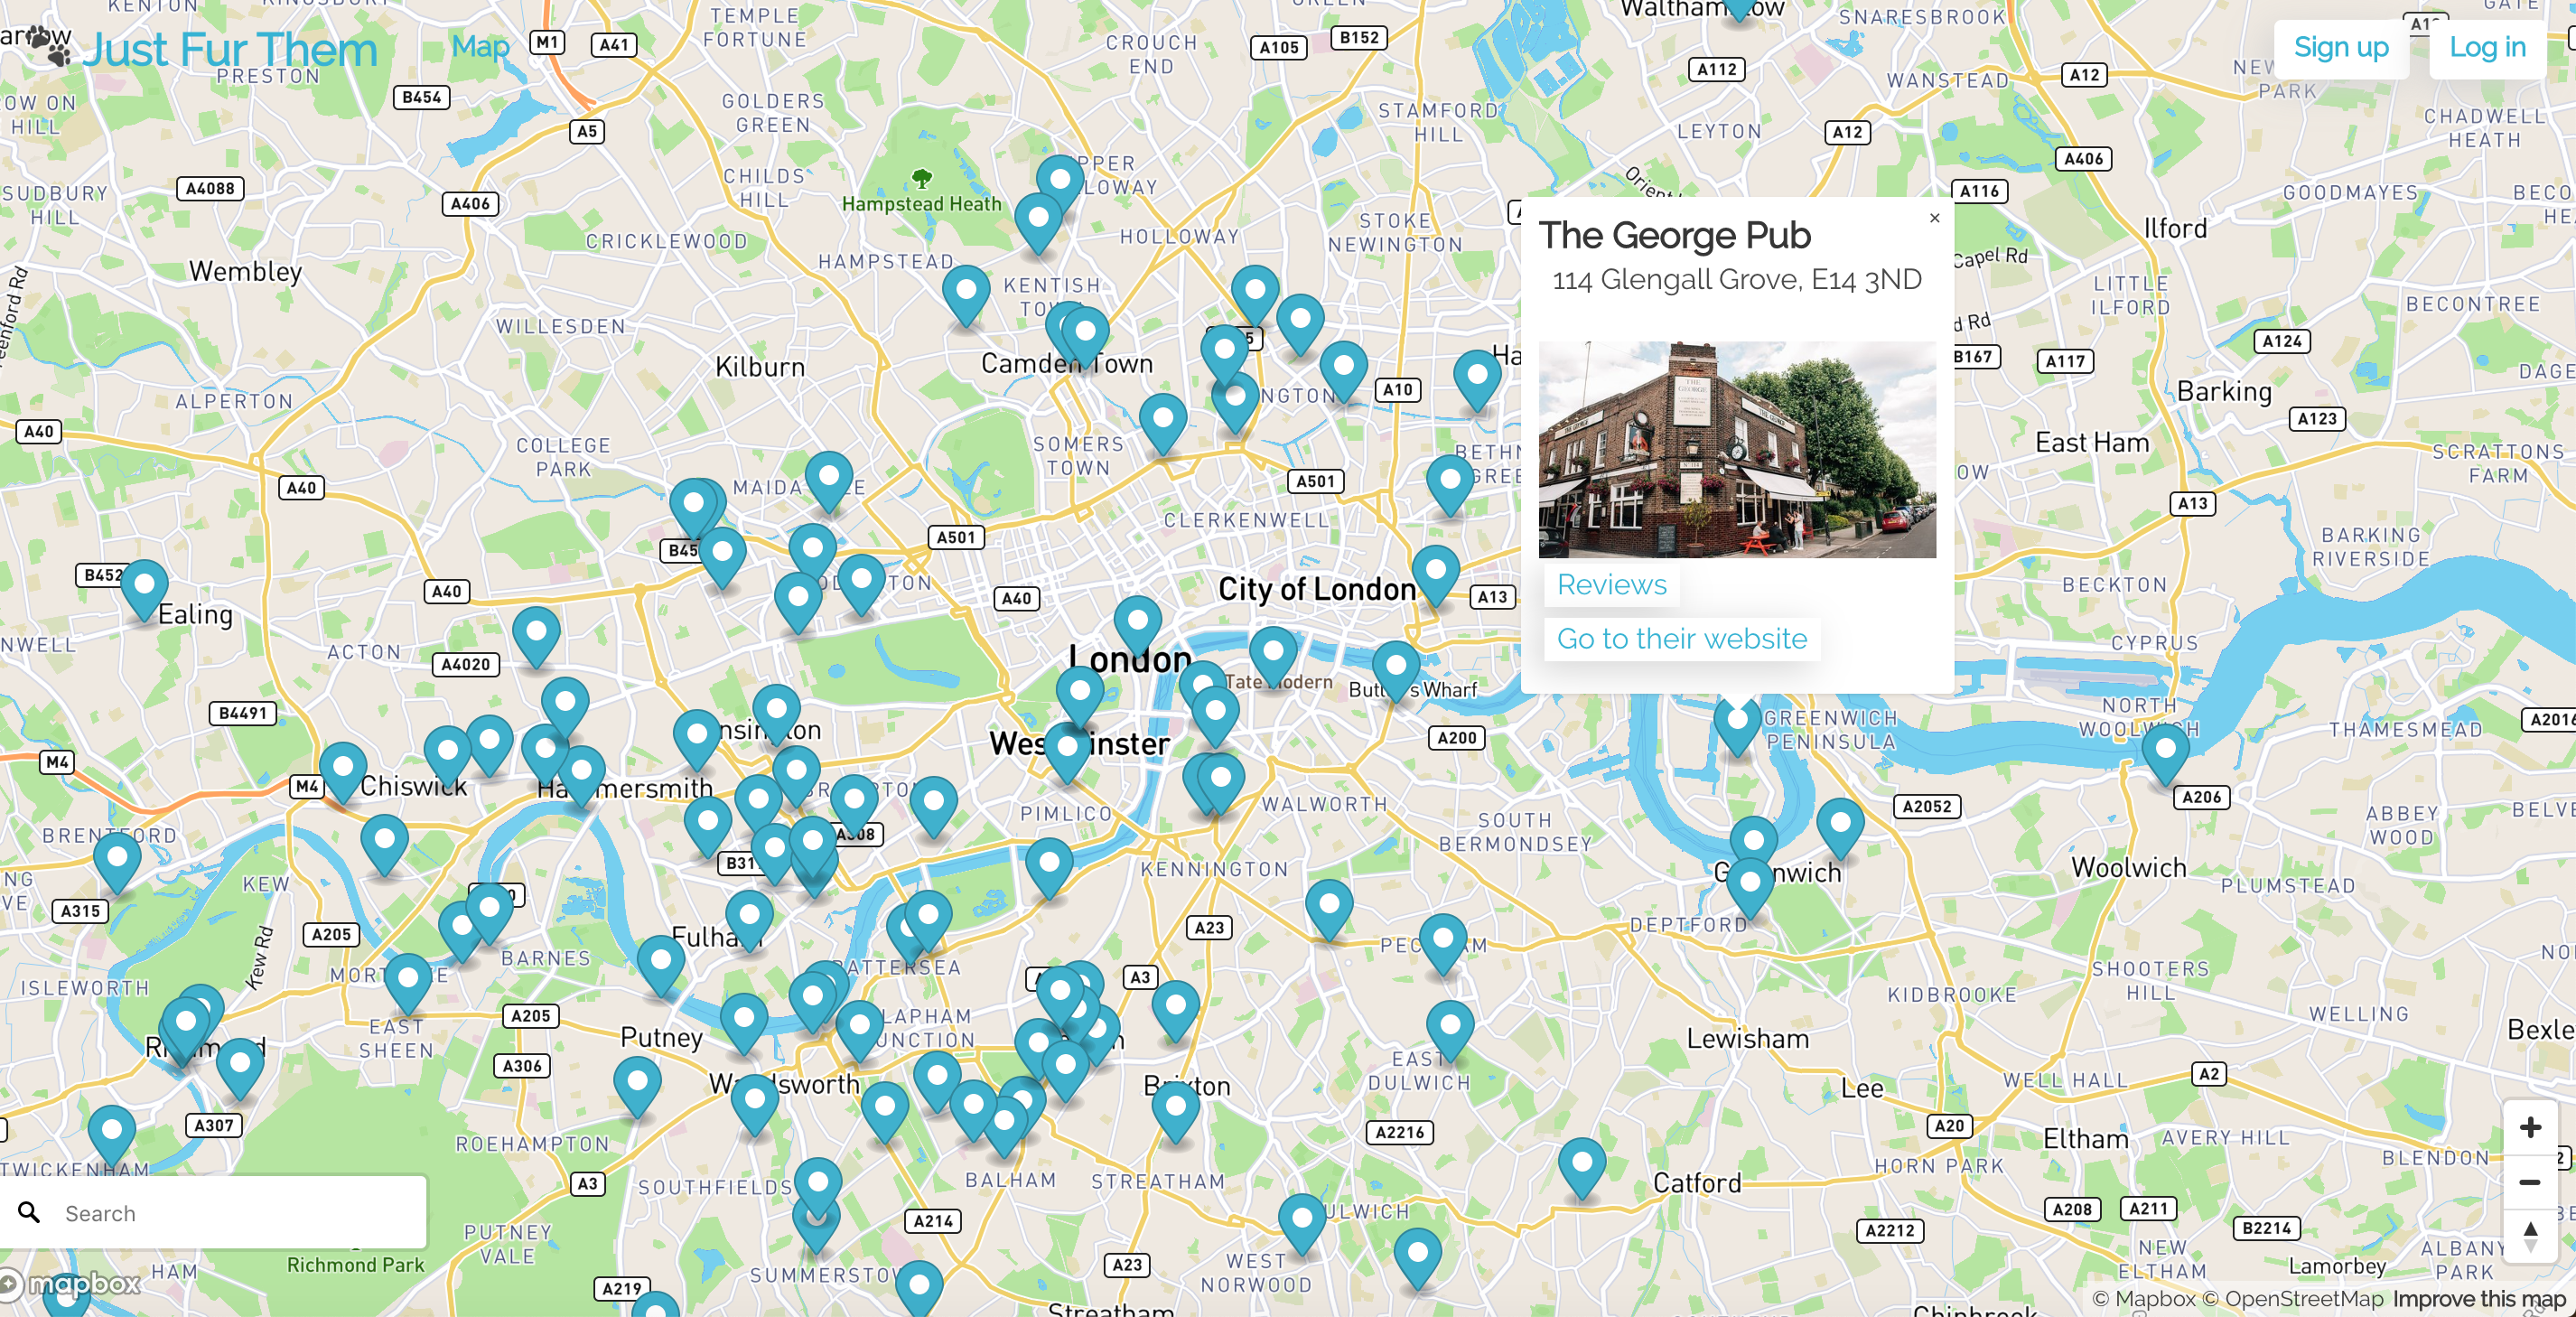 KENTON
TEMPLE
FORTUNE
Waltham
SNARESBROOK
Just Fur Them
Map
M1
A41
CROUCH
END
A105
B152
Sign up
Log in
PRESTON
A112
WANSTEAD
A12
NEW
PARK
B454
GOLDERS
GREEN
STAMFORD
HILL
LEYTON
A12
CHADWELL
HEATH
A5
A406
SUDBURY
HILL
A4088
A406
CHILDS
HILL
Hampstead Heath
A116
GOODMAYES
STOKE
NEWINGTON
HOLLOWAY
Ilford
CRICKLEWOOD
HAMPSTEAD
Wembley
KENTISH
The George Pub
×
114 Glengall Grove, E14 3ND
Capel Rd
LITTLE
ILFORD
BECONTREE
WILLESDEN
A124
Kilburn
Camden Town
B167
A117
ALPERTON
A10
Barking
A40
A123
COLLEGE
PARK
SOMERS
TOWN
East Ham
SCRATTONS
FARM
A40
A501
A13
CLERKENWELL
A501
BARKING
RIVERSIDE
THE
GEORGE
Reviews
Ealing
A40
A40
City of London
A13
BECKTON
Go to their website
ACTON
A4020
London
CYPRUS
Tate Modern
B4491
Westminster
A200
GREENWICH
PENINSULA
NORTH
WOOLWICH
THAMESMEAD
A2016
M4
M4
Chiswick
Hammersmith
PIMLICO
WALWORTH
A2052
A206
ABBEY
WOOD
BRENTFORD
A308
SOUTH
BERMONDSEY
KEW
KENNINGTON
Greenwich
Woolwich
PLUMSTEAD
A315
A205
Kew Rd
Fulham
A23
DEPTFORD
BARNES
BATTERSEA
A3
PECKHAM
SHOOTERS
HILL
ISLEWORTH
MORTLAKE
KIDBROOKE
WELLING
A205
EAST
SHEEN
Putney
CLAPHAM
JUNCTION
Lewisham
Richmond
A306
Wandsworth
Brixton
EAST
DULWICH
Lee
WELL HALL
A2
A307
ROEHAMPTON
A2216
A20
Eltham
AVERY HILL
TWICKENHAM
A3
SOUTHFIELDS
BALHAM
STREATHAM
Catford
HORN PARK
BLENDON
Search
PUTNEY
VALE
A214
A2212
A208
A211
B2214
Richmond Park
HAM
SUMMERSTOWN
A23
WEST
NORWOOD
NEW
ELTHAM
Lamorbey
ALBANY
PARK
mapbox
A219
Streatham
© Mapbox © OpenStreetMap Improve this map